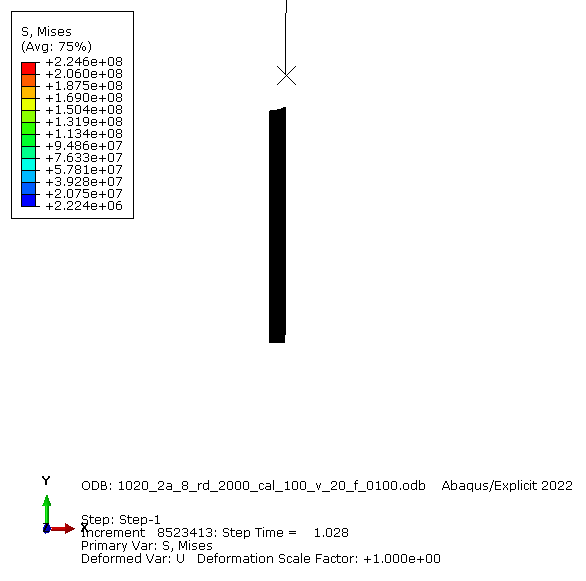 S, Mises
(Avg: 75%)
+2.246e+08
+2.060e+08
+1.875e+08
+1.690e+08
+1.504e+08
+1.319e+08
+1.134e+08
+9.486e+07
+7.633e+07
+5.781e+07
+3.928e+07
+2.075e+07
+2.224e+06
Y
X
ODB: 1020_2a_8_rd_2000_cal_100_v_20_f_0100.odb Abaqus/Explicit 2022
Step: Step-1
Increment 8523413: Step Time = 1.028
Primary Var: S, Mises
Deformed Var: U Deformation Scale Factor: +1.000e+00